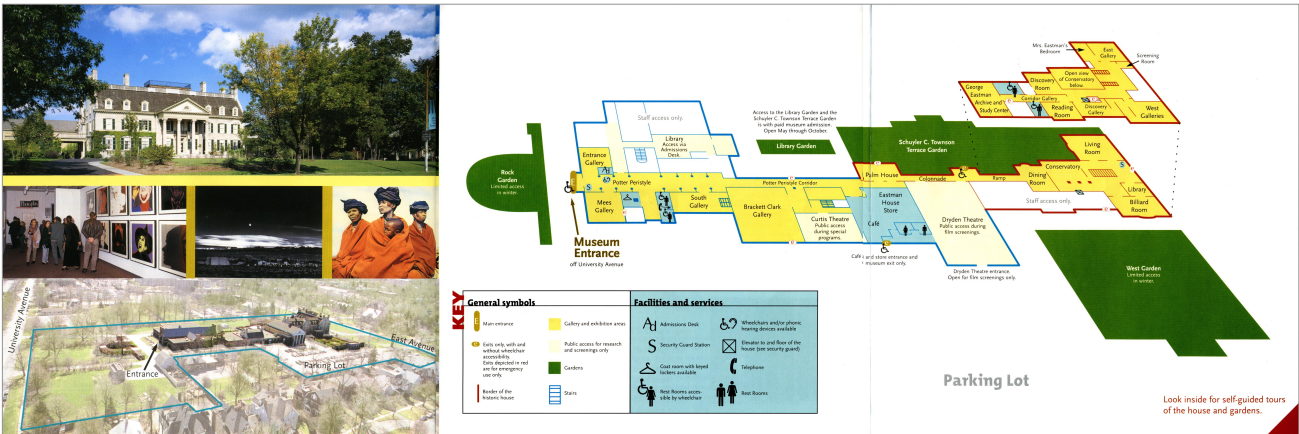 University Avenue
Entrance
Parking Lot
East Avenue
Rock
Garden
Limited access
in winter.
Museum
Entrance
off University Avenue
Staff access only.
Library
Access via
Admissions
Desk.
Entrance
Gallery
Potter Peristyle
Mees
Gallery
South
Gallery
Potter Peristyle Corridor
Brackett Clark
Gallery
Curtis Theatre
Public access
during special
programs.
Access to the Library Garden and the
Schuyler C. Townson Terrace Garden
is with paid museum admission.
Open May through October.
Library Garden
Schuyler C. Townson
Terrace Garden
Palm House
Colonnade
Ramp
Eastman
House
Store
Café
Café and store entrance and
museum exit only.
Dryden Theatre
Public access during
film screenings.
Dryden Theatre entrance.
Open for film screenings only.
Living
Room
Conservatory
Dining
Room
Staff access only.
Library
Billiard
Room
Mrs. Eastman's
Bedroom
East
Gallery
Screening
Room
Discovery
Room
Open view
of Conservatory
below.
George
Eastman
Archive and
Study Center
Corridor Gallery
Reading
Room
Discovery
Gallery
West
Galleries
West Garden
Limited access
in winter.
Parking Lot
KEY
General symbols
E Main entrance
Gallery and exhibition areas
E Exits only, with and
without wheelchair
accessibility.
Exits depicted in red
are for emergency
use only.
Public access for research
and screenings only
Gardens
Border of the
historic house
Stairs
Facilities and services
Ad Admissions Desk
Wheelchairs and/or phonic
hearing devices available
S Security Guard Station
Elevator to 2nd floor of the
house (see security guard)
Coat room with keyed
lockers available
Telephone
Rest Rooms acces-
sible by wheelchair
Rest Rooms
Look inside for self-guided tours
of the house and gardens.